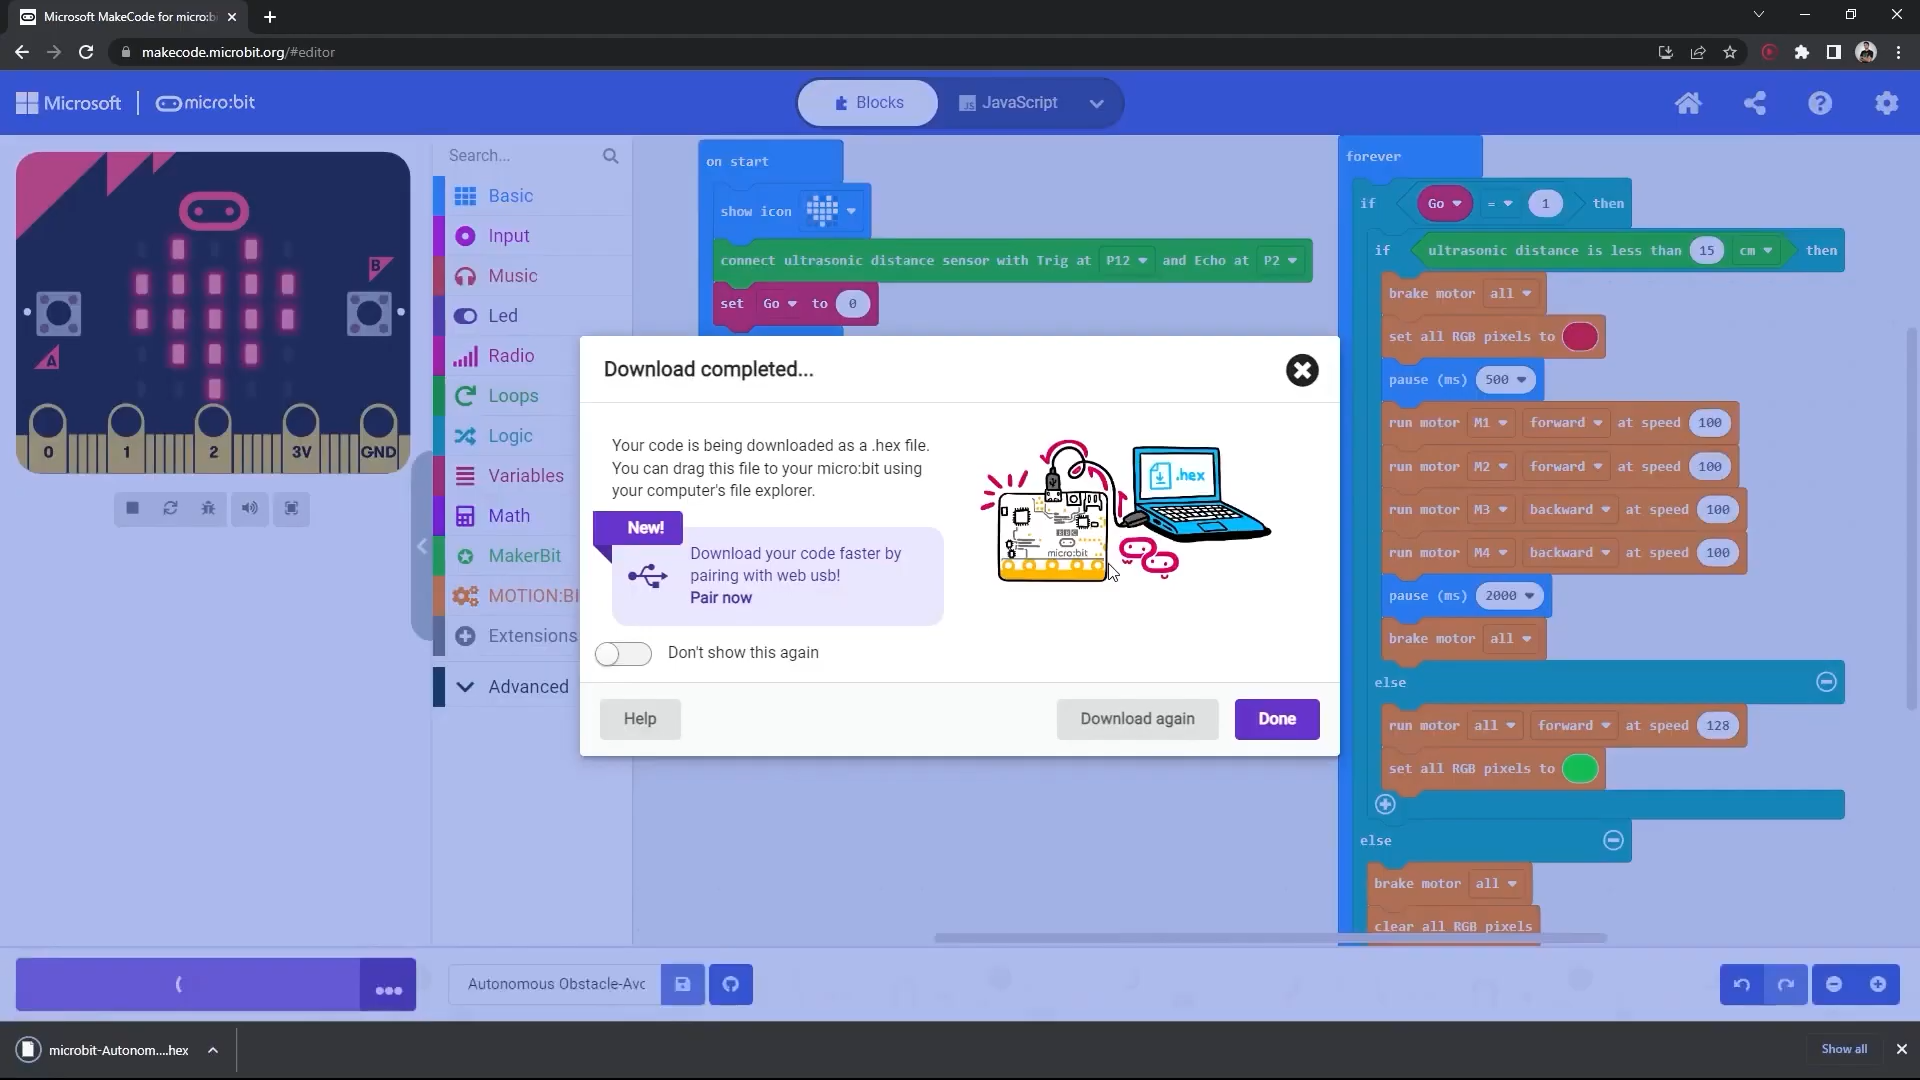 Microsoft MakeCode for micro:b
makecode.microbit.org/#editor
Microsoft
micro:bit
Blocks
JS
JavaScript
B
A
0
1
2
3V
GND
Search...
Basic
Input
Music
Led
Radio
Loops
Logic
Variables
Math
MakerBit
MOTION:BI
Extensions
Advanced
on start
show icon
connect ultrasonic distance sensor with Trig at P12 and Echo at P2
set Go to 0
forever
if Go = 1 then
if ultrasonic distance is less than 15 cm then
brake motor all
set all RGB pixels to
pause (ms) 500
run motor M1 forward at speed 100
run motor M2 forward at speed 100
run motor M3 backward at speed 100
run motor M4 backward at speed 100
pause (ms) 2000
brake motor all
else
run motor all forward at speed 128
set all RGB pixels to
else
brake motor all
clear all RGB pixels
Download completed...
Your code is being downloaded as a .hex file.
You can drag this file to your micro:bit using
your computer's file explorer.
New!
Download your code faster by
pairing with web usb!
Pair now
.hex
BBC
micro:bit
Don't show this again
Help
Download again
Done
Autonomous Obstacle-Avc
microbit-Autonom....hex
Show all